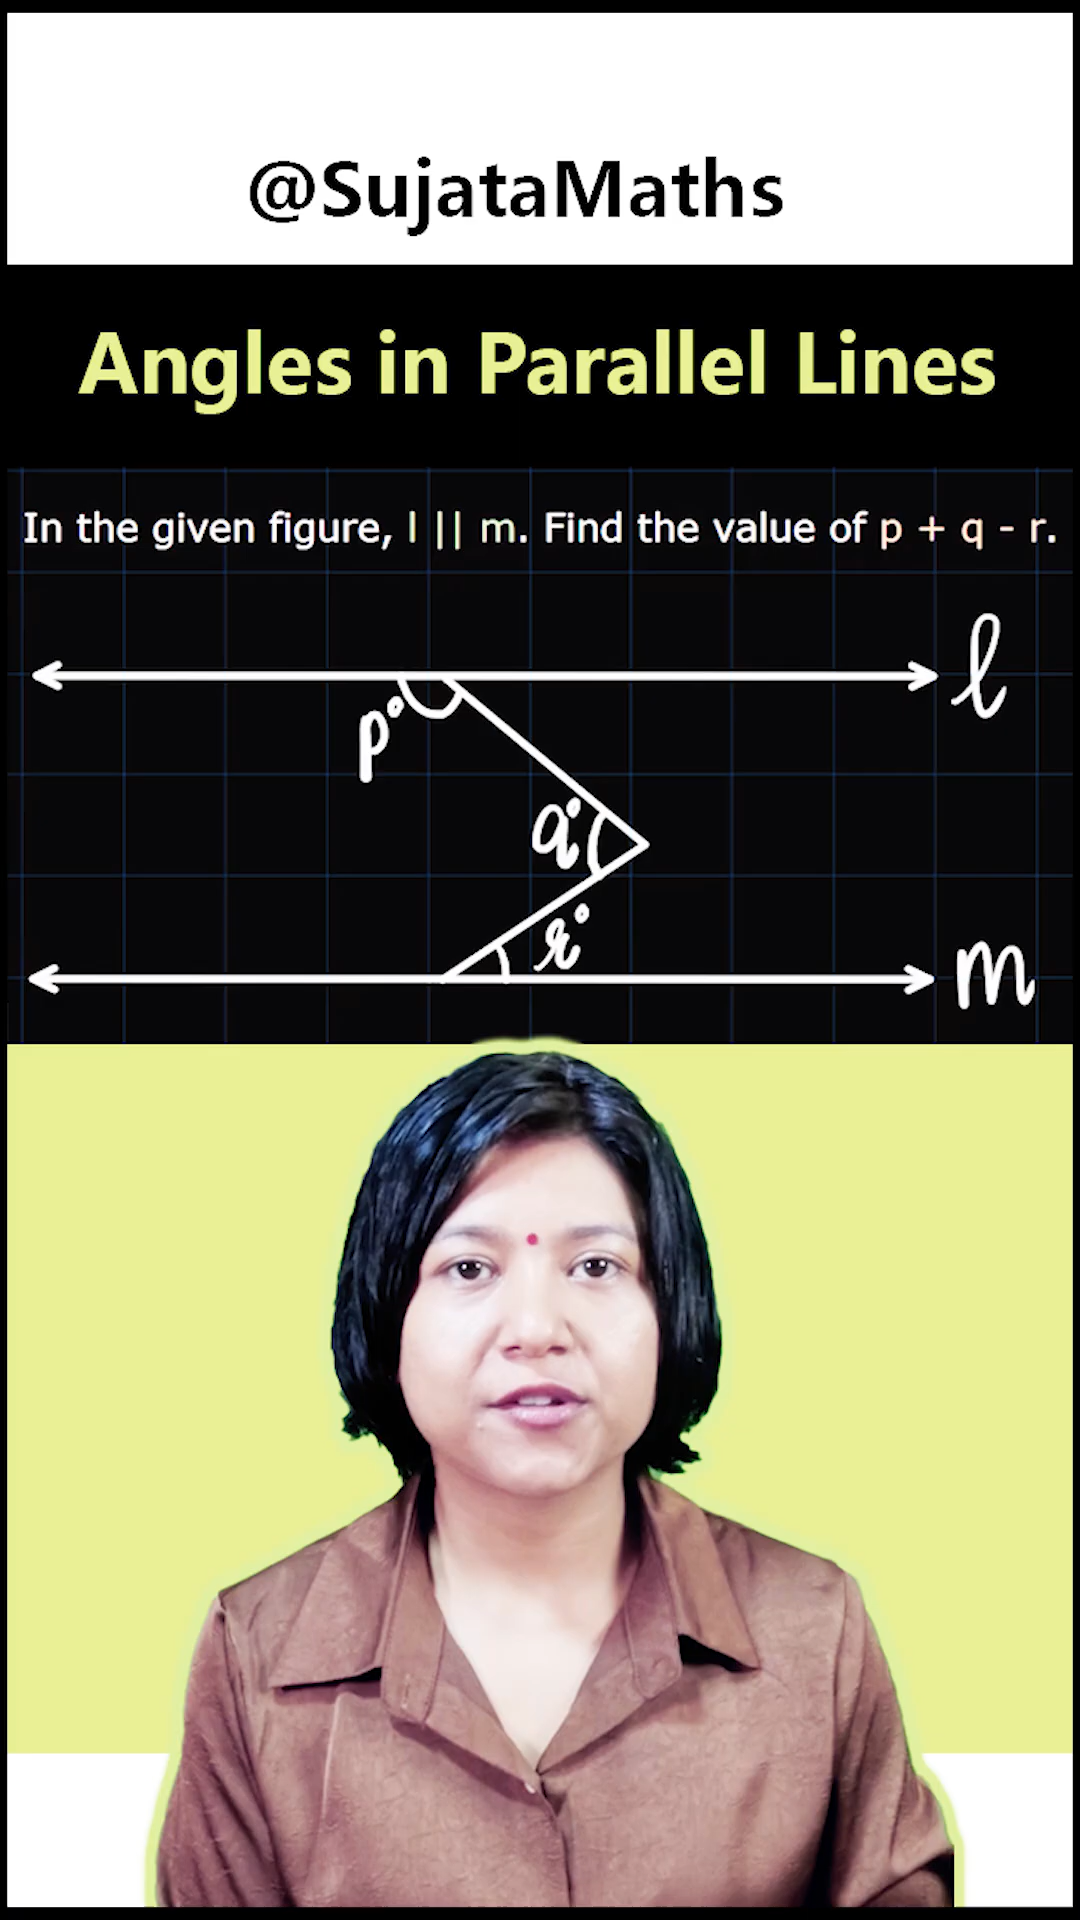 @SujataMaths
Angles in Parallel Lines
In the given figure, l || m. Find the value of p + q - r.
l
p°
q°
r°
m